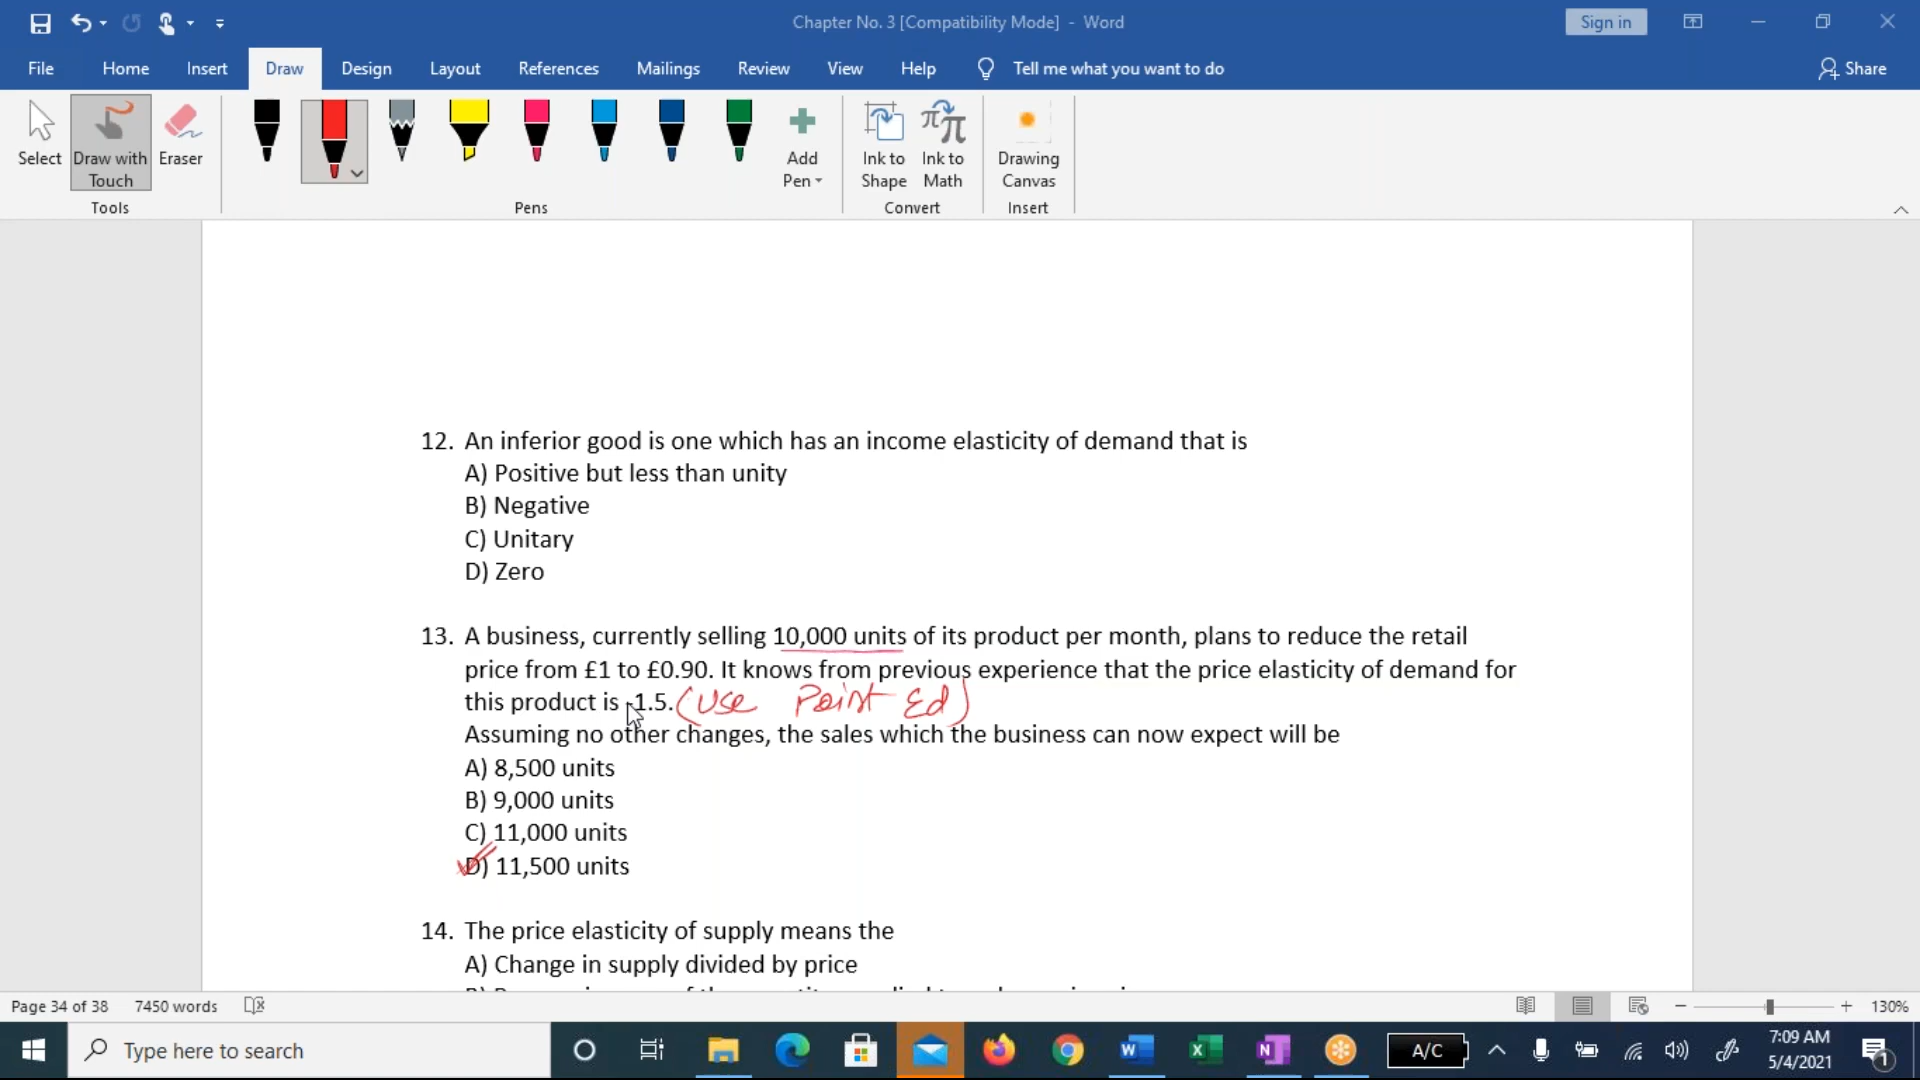 Chapter No. 3 [Compatibility Mode] - Word
Sign in
File Home Insert Draw Design Layout References Mailings Review View Help Tell me what you want to do Share
Select Draw with Touch Eraser Add Pen Ink to Shape Ink to Math Drawing Canvas
Tools Pens Convert Insert
12. An inferior good is one which has an income elasticity of demand that is
A) Positive but less than unity
B) Negative
C) Unitary
D) Zero
13. A business, currently selling 10,000 units of its product per month, plans to reduce the retail
price from £1 to £0.90. It knows from previous experience that the price elasticity of demand for
this product is -1.5. (Use Point Ed)
Assuming no other changes, the sales which the business can now expect will be
A) 8,500 units
B) 9,000 units
C) 11,000 units
D) 11,500 units
14. The price elasticity of supply means the
A) Change in supply divided by price
Page 34 of 38 7450 words 130%
Type here to search A/C 7:09 AM
5/4/2021 1